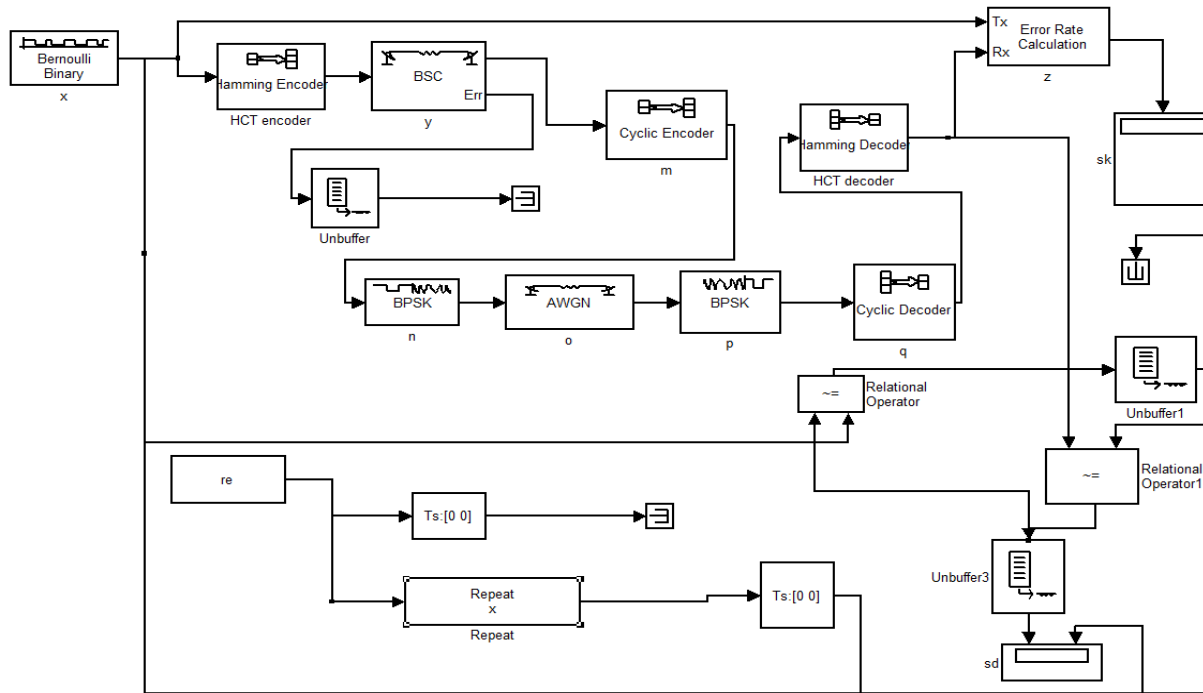 Bernoulli
Binary
x
Hamming Encoder
HCT encoder
BSC
Err
y
Cyclic Encoder
m
Tx
Rx
Error Rate
Calculation
z
Hamming Decoder
HCT decoder
sk
Unbuffer
BPSK
n
AWGN
o
BPSK
p
Cyclic Decoder
q
~=
Relational
Operator
Unbuffer1
~=
Relational
Operator1
re
Ts:[0 0]
Repeat
x
Repeat
Ts:[0 0]
Unbuffer3
sd